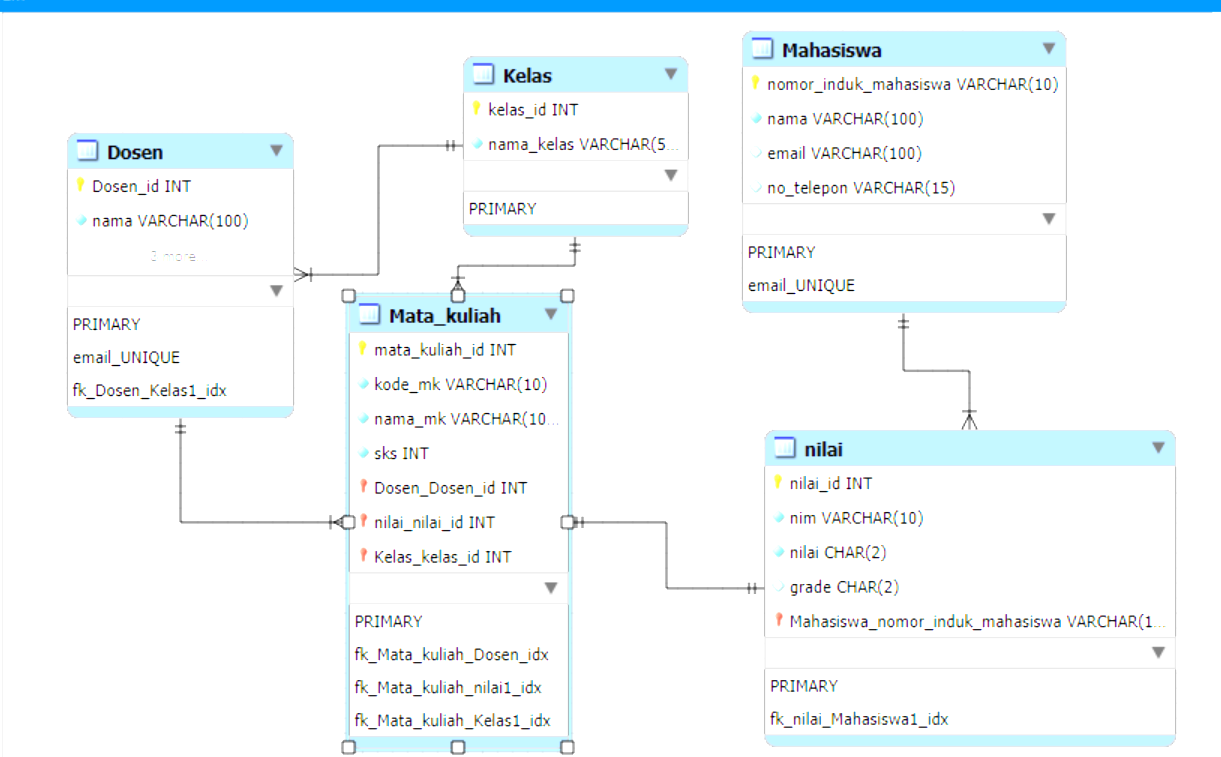 Dosen
Dosen_id INT
nama VARCHAR(100)
3 more
PRIMARY
email_UNIQUE
fk_Dosen_Kelas1_idx
Kelas
kelas_id INT
nama_kelas VARCHAR(5...
PRIMARY
Mata_kuliah
mata_kuliah_id INT
kode_mk VARCHAR(10)
nama_mk VARCHAR(10...
sks INT
Dosen_Dosen_id INT
nilai_nilai_id INT
Kelas_kelas_id INT
PRIMARY
fk_Mata_kuliah_Dosen_idx
fk_Mata_kuliah_nilai1_idx
fk_Mata_kuliah_Kelas1_idx
Mahasiswa
nomor_induk_mahasiswa VARCHAR(10)
nama VARCHAR(100)
email VARCHAR(100)
no_telepon VARCHAR(15)
PRIMARY
email_UNIQUE
nilai
nilai_id INT
nim VARCHAR(10)
nilai CHAR(2)
grade CHAR(2)
Mahasiswa_nomor_induk_mahasiswa VARCHAR(1...
PRIMARY
fk_nilai_Mahasiswa1_idx